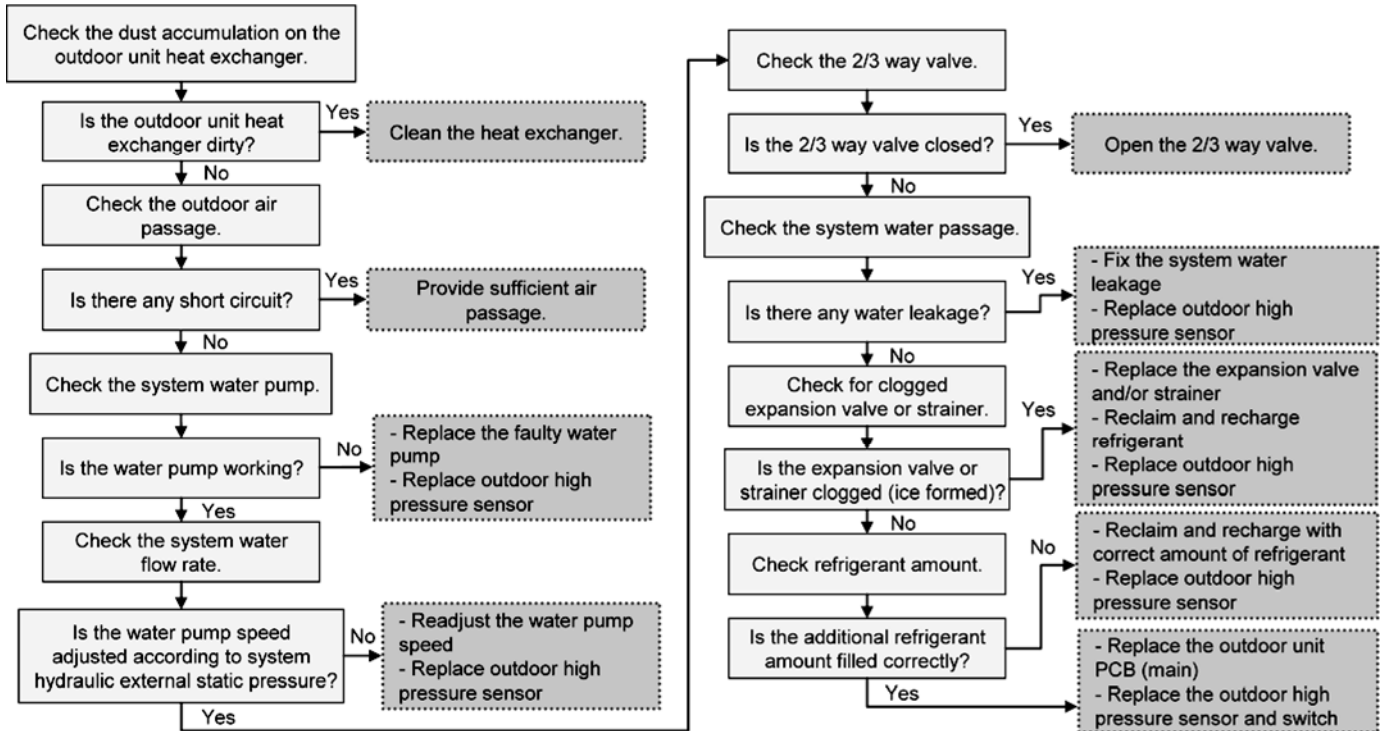 Check the dust accumulation on the
outdoor unit heat exchanger.
Is the outdoor unit heat
exchanger dirty?
Yes
Clean the heat exchanger.
No
Check the outdoor air
passage.
Is there any short circuit?
Yes
Provide sufficient air
passage.
No
Check the system water pump.
Is the water pump working?
No
- Replace the faulty water
pump
- Replace outdoor high
pressure sensor
Yes
Check the system water
flow rate.
Is the water pump speed
adjusted according to system
hydraulic external static pressure?
No
- Readjust the water pump
speed
- Replace outdoor high
pressure sensor
Yes
Check the 2/3 way valve.
Is the 2/3 way valve closed?
Yes
Open the 2/3 way valve.
No
Check the system water passage.
Is there any water leakage?
Yes
- Fix the system water
leakage
- Replace outdoor high
pressure sensor
No
Check for clogged
expansion valve or strainer.
Is the expansion valve or
strainer clogged (ice formed)?
Yes
- Replace the expansion valve
and/or strainer
- Reclaim and recharge
refrigerant
- Replace outdoor high
pressure sensor
No
Check refrigerant amount.
Is the additional refrigerant
amount filled correctly?
No
- Reclaim and recharge with
correct amount of refrigerant
- Replace outdoor high
pressure sensor
Yes
- Replace the outdoor unit
PCB (main)
- Replace the outdoor high
pressure sensor and switch